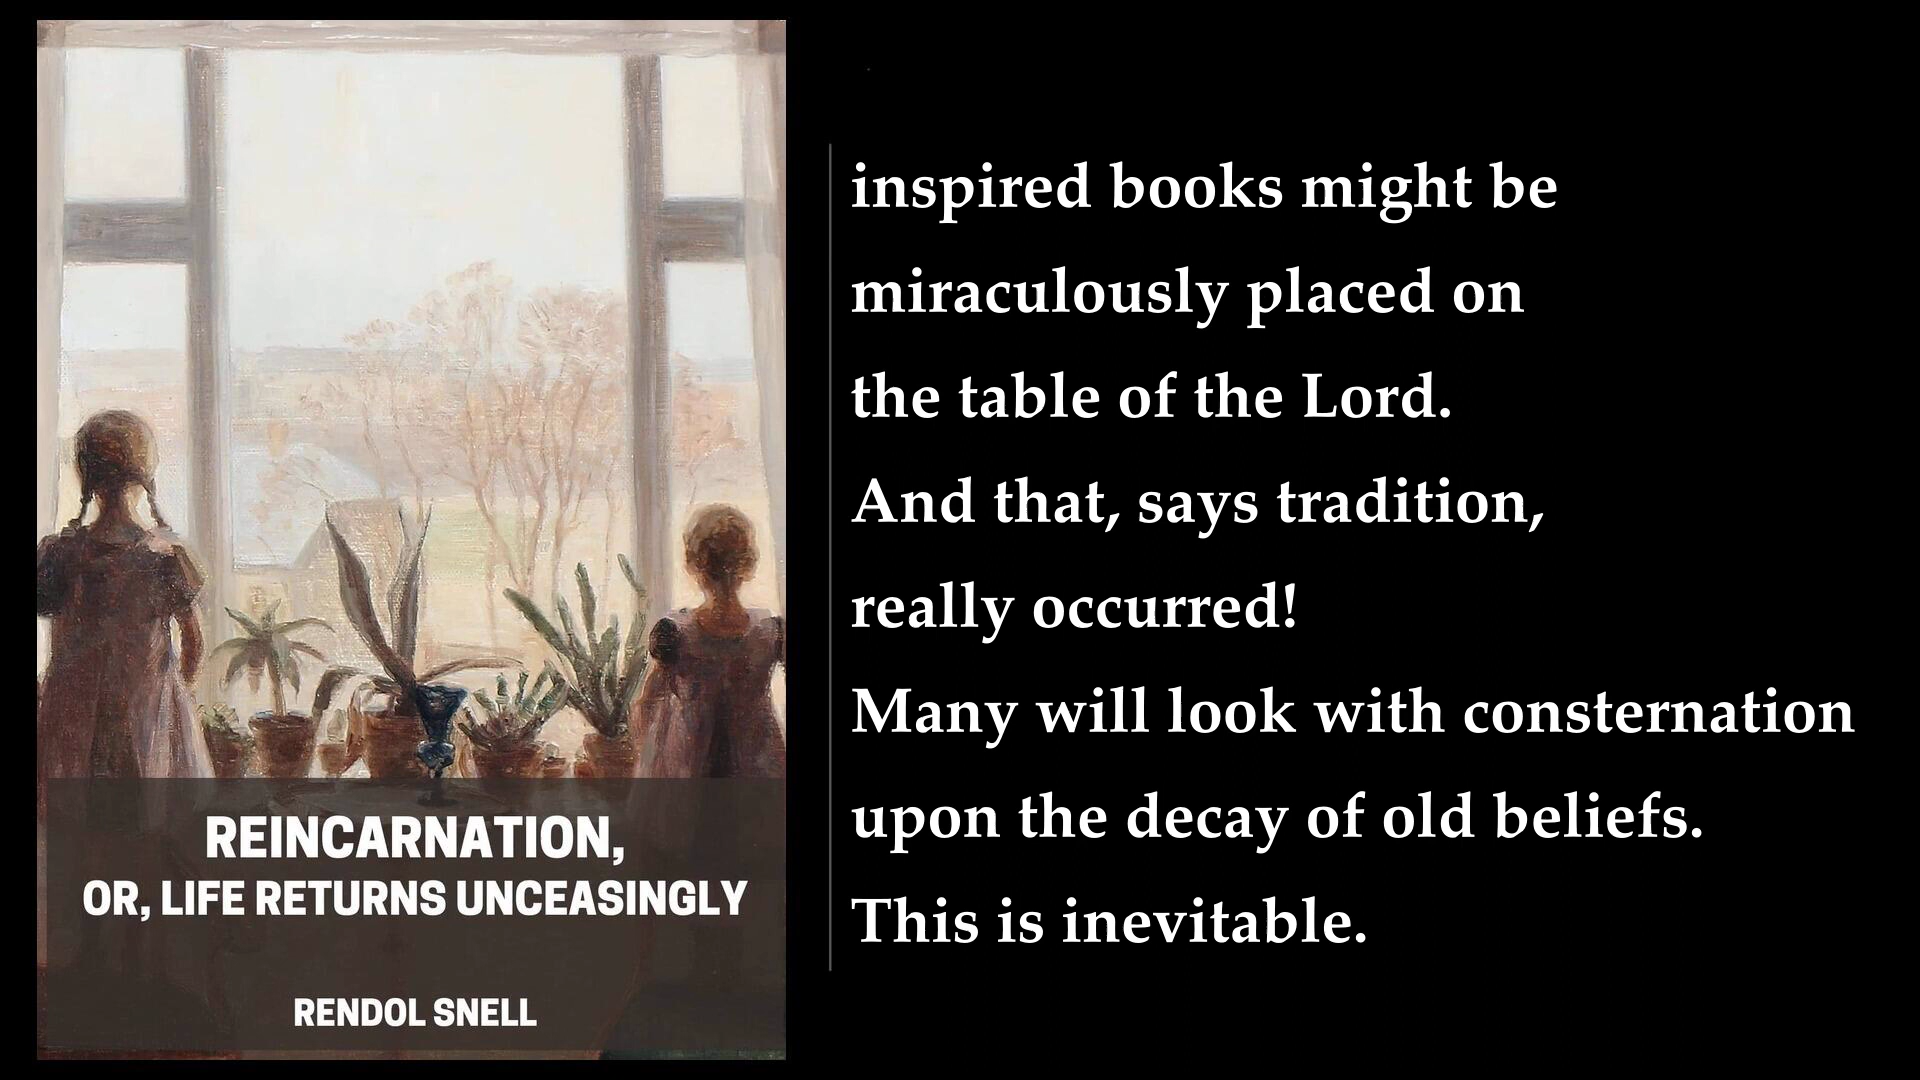 REINCARNATION,
OR, LIFE RETURNS UNCEASINGLY
RENDOL SNELL
inspired books might be
miraculously placed on
the table of the Lord.
And that, says tradition,
really occurred!
Many will look with consternation
upon the decay of old beliefs.
This is inevitable.